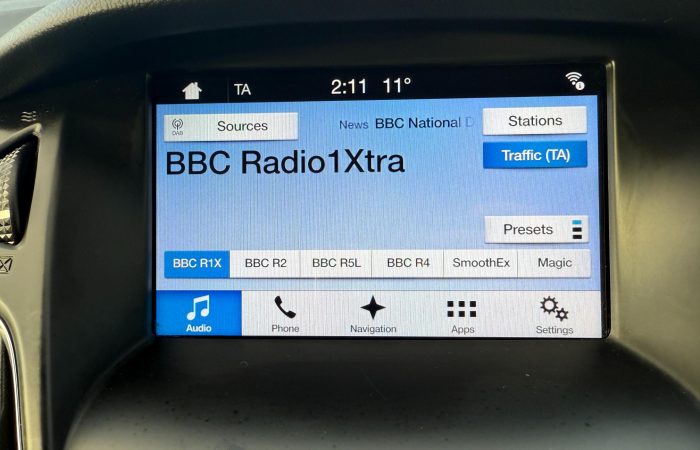 TA 2:11 11°
DAB Sources News BBC National D Stations
BBC Radio1Xtra Traffic (TA)
Presets
BBC R1X BBC R2 BBC R5L BBC R4 SmoothEx Magic
Audio Phone Navigation Apps Settings